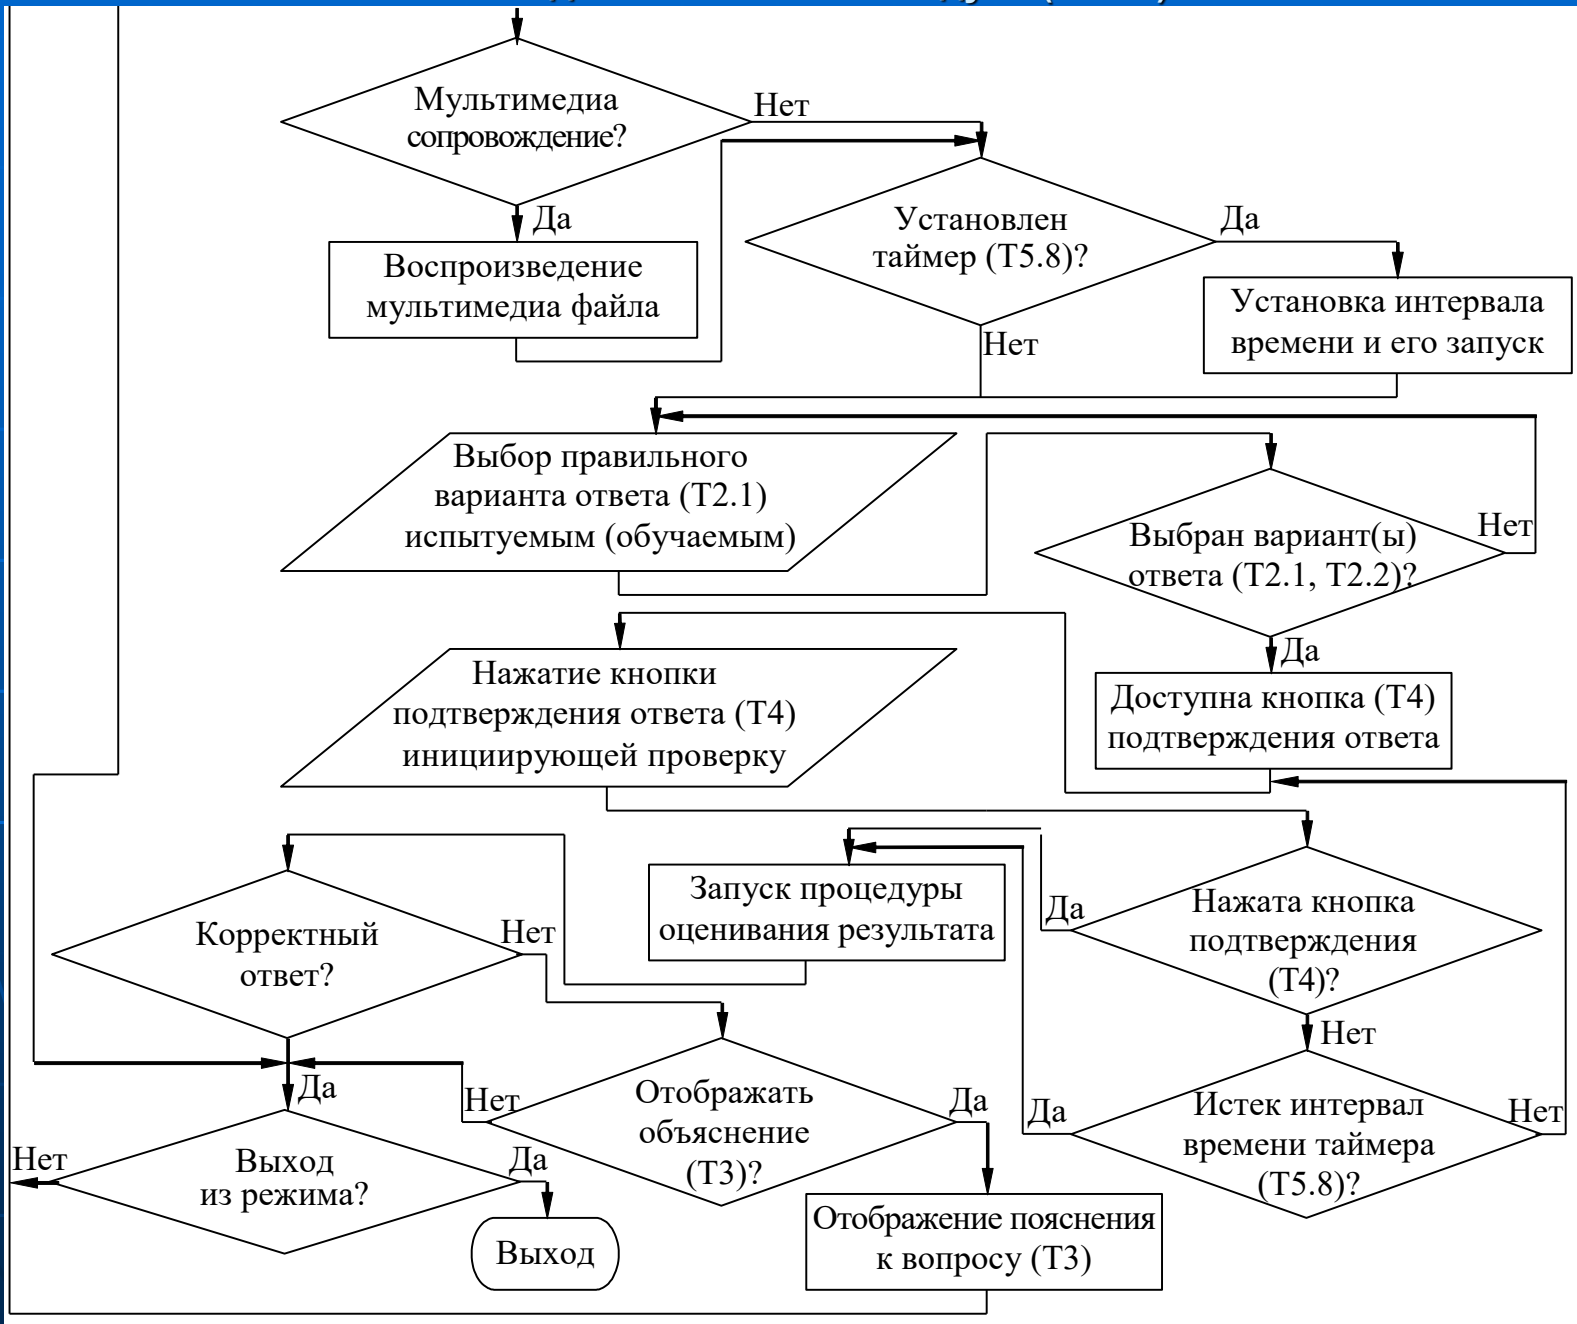 Мультимедиа
сопровождение?
Нет
Да
Воспроизведение
мультимедиа файла
Установлен
таймер (Т5.8)?
Да
Нет
Установка интервала
времени и его запуск
Выбор правильного
варианта ответа (Т2.1)
испытуемым (обучаемым)
Выбран вариант(ы)
ответа (Т2.1, Т2.2)?
Нет
Да
Доступна кнопка (Т4)
подтверждения ответа
Нажатие кнопки
подтверждения ответа (Т4)
инициирующей проверку
Нажата кнопка
подтверждения
(Т4)?
Да
Нет
Запуск процедуры
оценивания результата
Корректный
ответ?
Нет
Да
Истек интервал
времени таймера
(Т5.8)?
Да
Нет
Отображать
объяснение
(Т3)?
Нет
Да
Отображение пояснения
к вопросу (Т3)
Выход
из режима?
Нет
Да
Выход